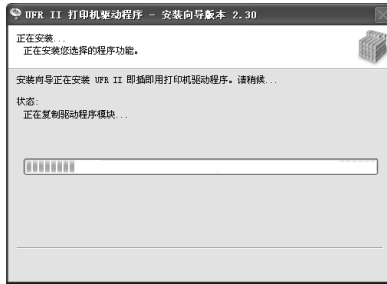 UFR II 打印机驱动程序 - 安装向导版本 2.30
正在安装...
正在安装您选择的程序功能。
安装向导正在安装 UFR II 即插即用打印机驱动程序。请稍候...
状态:
正在复制驱动程序模块...